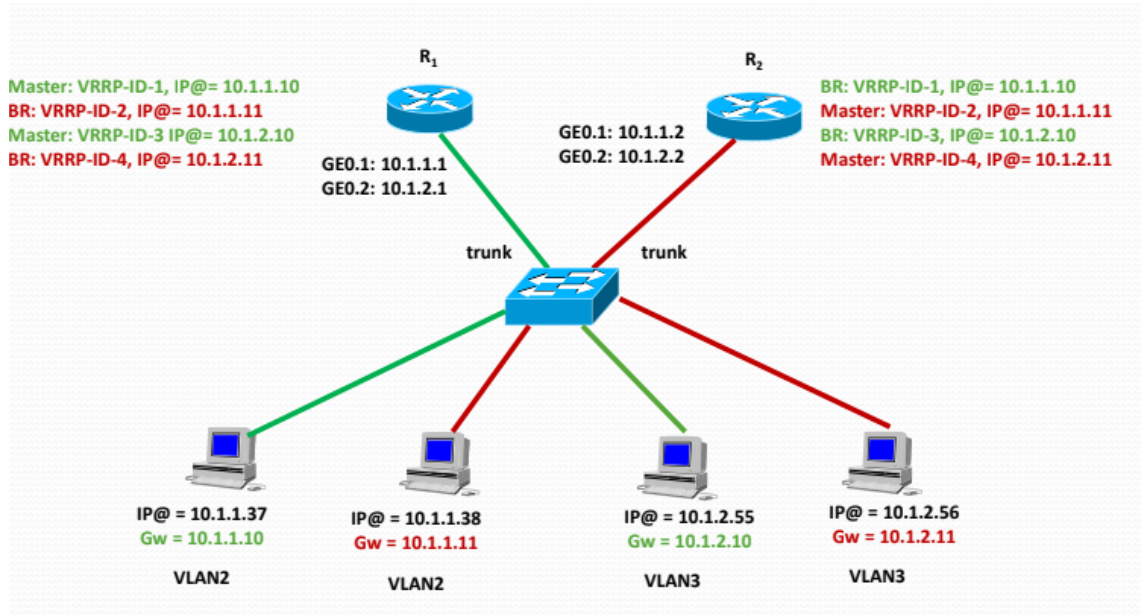 R1
R2
Master: VRRP-ID-1, IP@= 10.1.1.10
BR: VRRP-ID-2, IP@= 10.1.1.11
Master: VRRP-ID-3 IP@= 10.1.2.10
BR: VRRP-ID-4, IP@= 10.1.2.11
BR: VRRP-ID-1, IP@= 10.1.1.10
Master: VRRP-ID-2, IP@= 10.1.1.11
BR: VRRP-ID-3, IP@= 10.1.2.10
Master: VRRP-ID-4, IP@= 10.1.2.11
GE0.1: 10.1.1.1
GE0.2: 10.1.2.1
GE0.1: 10.1.1.2
GE0.2: 10.1.2.2
trunk
trunk
IP@ = 10.1.1.37
Gw = 10.1.1.10
VLAN2
IP@ = 10.1.1.38
Gw = 10.1.1.11
VLAN2
IP@ = 10.1.2.55
Gw = 10.1.2.10
VLAN3
IP@ = 10.1.2.56
Gw = 10.1.2.11
VLAN3